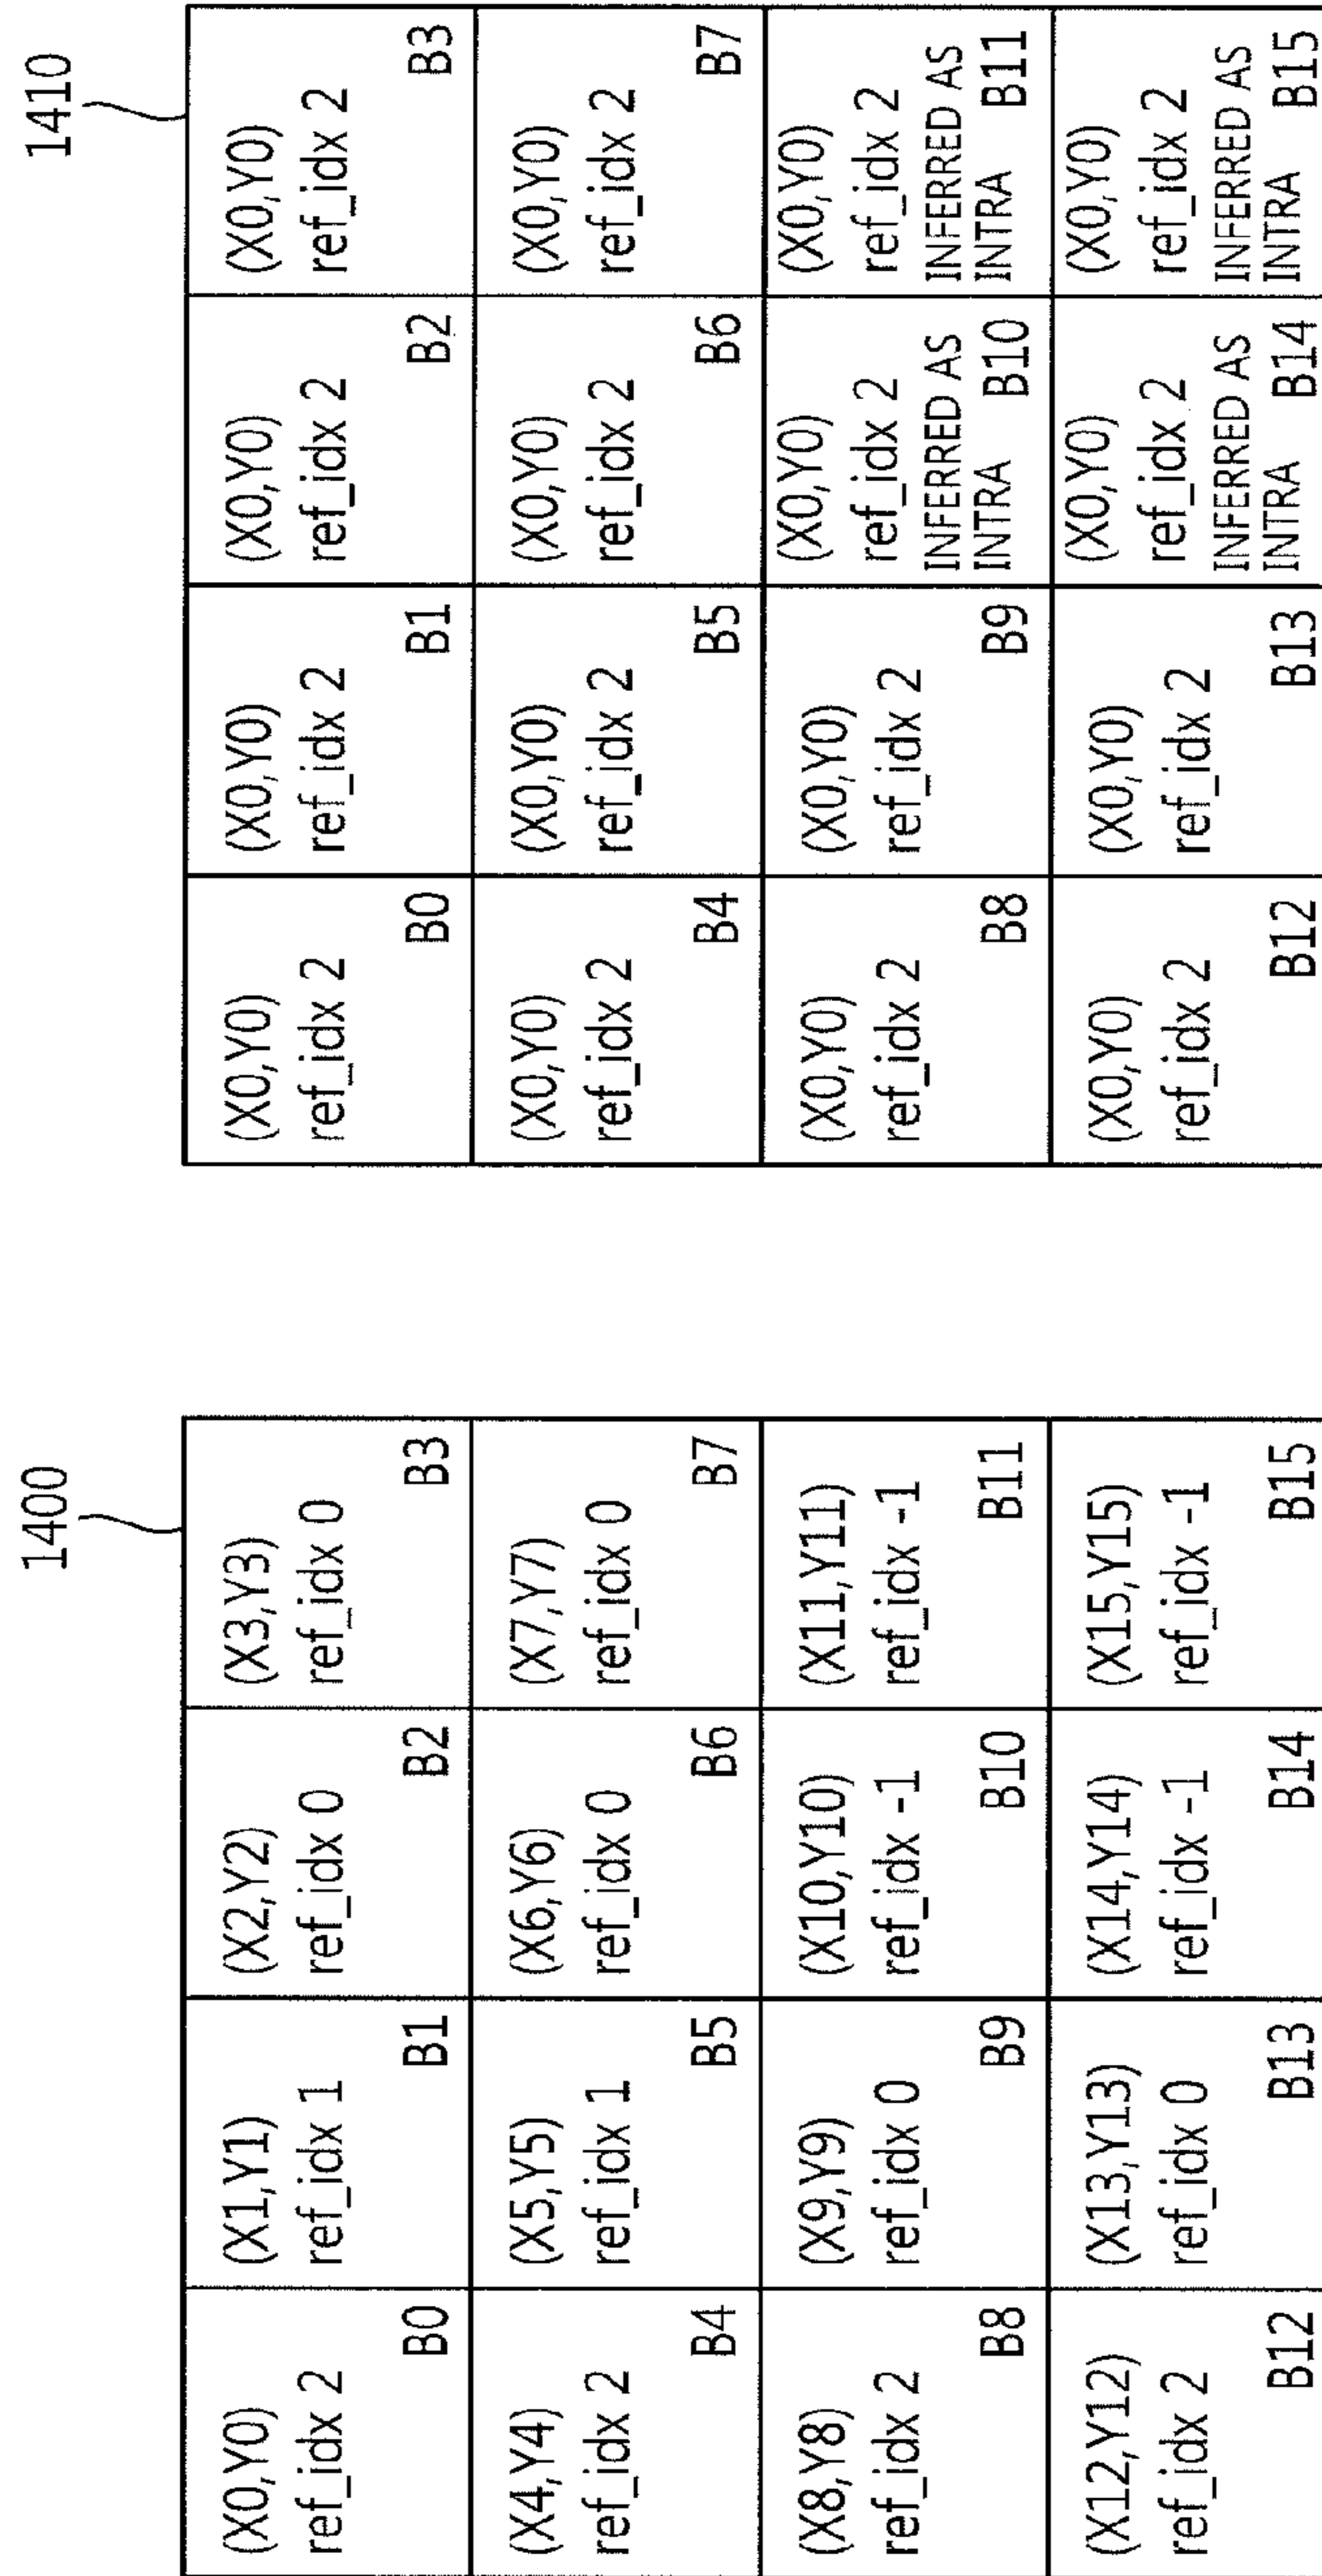 1400
(X0,Y0)
ref_idx 2
B0
(X1,Y1)
ref_idx 1
B1
(X2,Y2)
ref_idx 0
B2
(X3,Y3)
ref_idx 0
B3
(X4,Y4)
ref_idx 2
B4
(X5,Y5)
ref_idx 1
B5
(X6,Y6)
ref_idx 0
B6
(X7,Y7)
ref_idx 0
B7
(X8,Y8)
ref_idx 2
B8
(X9,Y9)
ref_idx 0
B9
(X10,Y10)
ref_idx -1
B10
(X11,Y11)
ref_idx -1
B11
(X12,Y12)
ref_idx 2
B12
(X13,Y13)
ref_idx 0
B13
(X14,Y14)
ref_idx -1
B14
(X15,Y15)
ref_idx -1
B15
1410
(X0,Y0)
ref_idx 2
B0
(X0,Y0)
ref_idx 2
B1
(X0,Y0)
ref_idx 2
B2
(X0,Y0)
ref_idx 2
B3
(X0,Y0)
ref_idx 2
B4
(X0,Y0)
ref_idx 2
B5
(X0,Y0)
ref_idx 2
B6
(X0,Y0)
ref_idx 2
B7
(X0,Y0)
ref_idx 2
B8
(X0,Y0)
ref_idx 2
B9
(X0,Y0)
ref_idx 2
INFERRED AS
INTRA B10
(X0,Y0)
ref_idx 2
INFERRED AS
INTRA B11
(X0,Y0)
ref_idx 2
B12
(X0,Y0)
ref_idx 2
B13
(X0,Y0)
ref_idx 2
INFERRED AS
INTRA B14
(X0,Y0)
ref_idx 2
INFERRED AS
INTRA B15